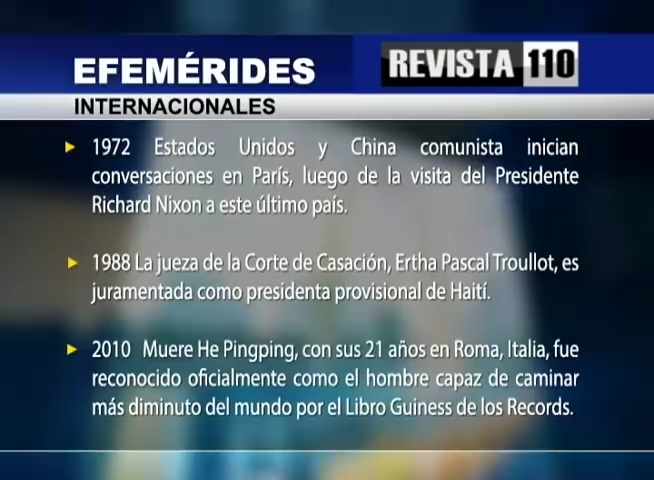 EFEMÉRIDES
REVISTA 110
INTERNACIONALES
1972 Estados Unidos y China comunista inician
conversaciones en París, luego de la visita del Presidente
Richard Nixon a este último país.
1988 La jueza de la Corte de Casación, Ertha Pascal Troullot, es
juramentada como presidenta provisional de Haití.
2010 Muere He Pingping, con sus 21 años en Roma, Italia, fue
reconocido oficialmente como el hombre capaz de caminar
más diminuto del mundo por el Libro Guiness de los Records.